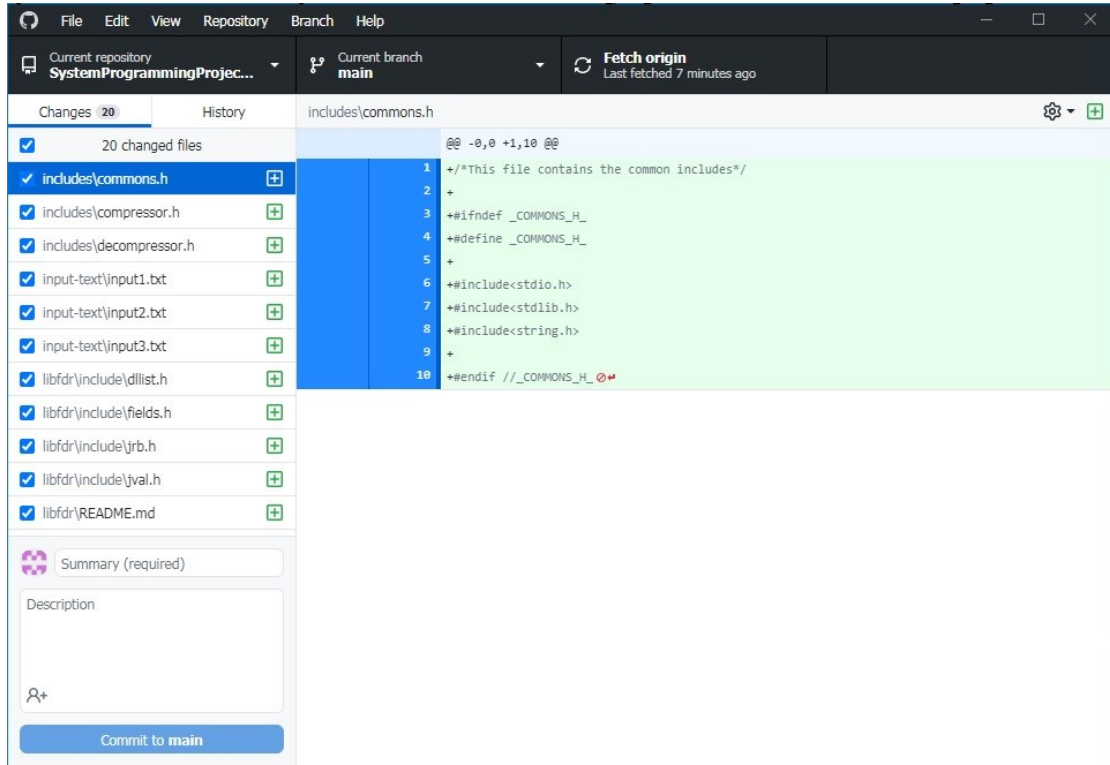 File Edit View Repository Branch Help
Current repository
SystemProgrammingProjec...
Current branch
main
Fetch origin
Last fetched 7 minutes ago
Changes 20 History
20 changed files
includes\commons.h
includes\compressor.h
includes\decompressor.h
input-text\input1.txt
input-text\input2.txt
input-text\input3.txt
libfdr\include\dllist.h
libfdr\include\fields.h
libfdr\include\jrb.h
libfdr\include\jval.h
libfdr\README.md
Summary (required)
Description
Commit to main
includes\commons.h
@@ -0,0 +1,10 @@
1 +/*This file contains the common includes*/
2 +
3 +#ifndef _COMMONS_H_
4 +#define _COMMONS_H_
5 +
6 +#include<stdio.h>
7 +#include<stdlib.h>
8 +#include<string.h>
9 +
10 +#endif //_COMMONS_H_